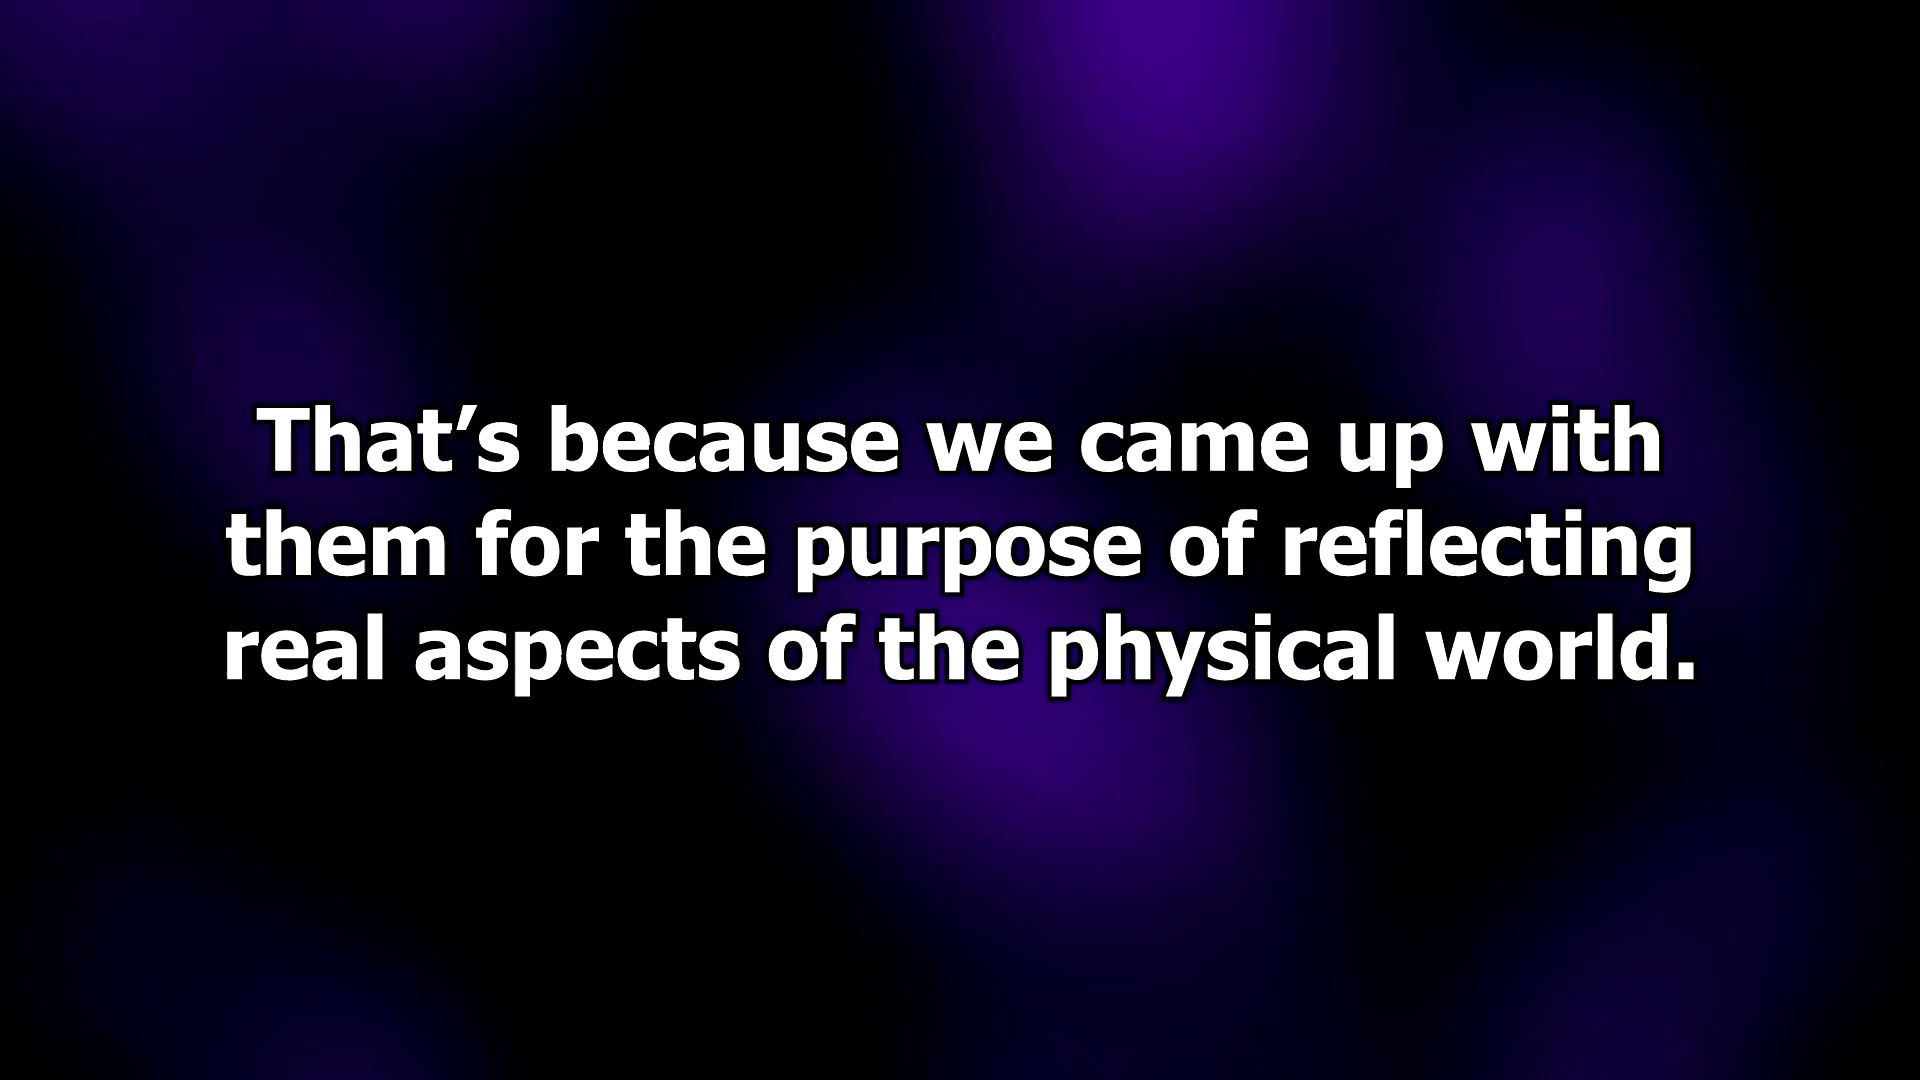 That’s because we came up with
them for the purpose of reflecting
real aspects of the physical world.